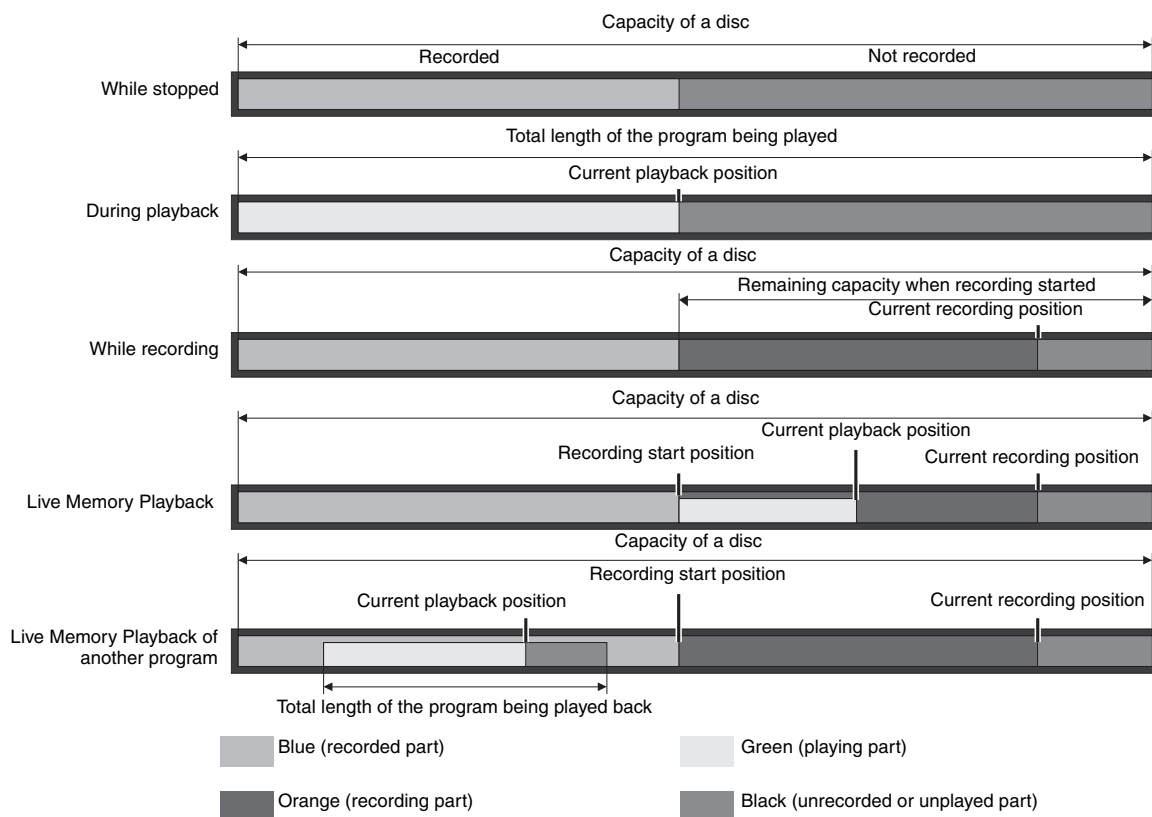 Capacity of a disc
Recorded
Not recorded
While stopped
Total length of the program being played
Current playback position
During playback
Capacity of a disc
Remaining capacity when recording started
Current recording position
While recording
Capacity of a disc
Current playback position
Recording start position
Current recording position
Live Memory Playback
Capacity of a disc
Recording start position
Current playback position
Current recording position
Live Memory Playback of
another program
Total length of the program being played back
Blue (recorded part)
Green (playing part)
Orange (recording part)
Black (unrecorded or unplayed part)